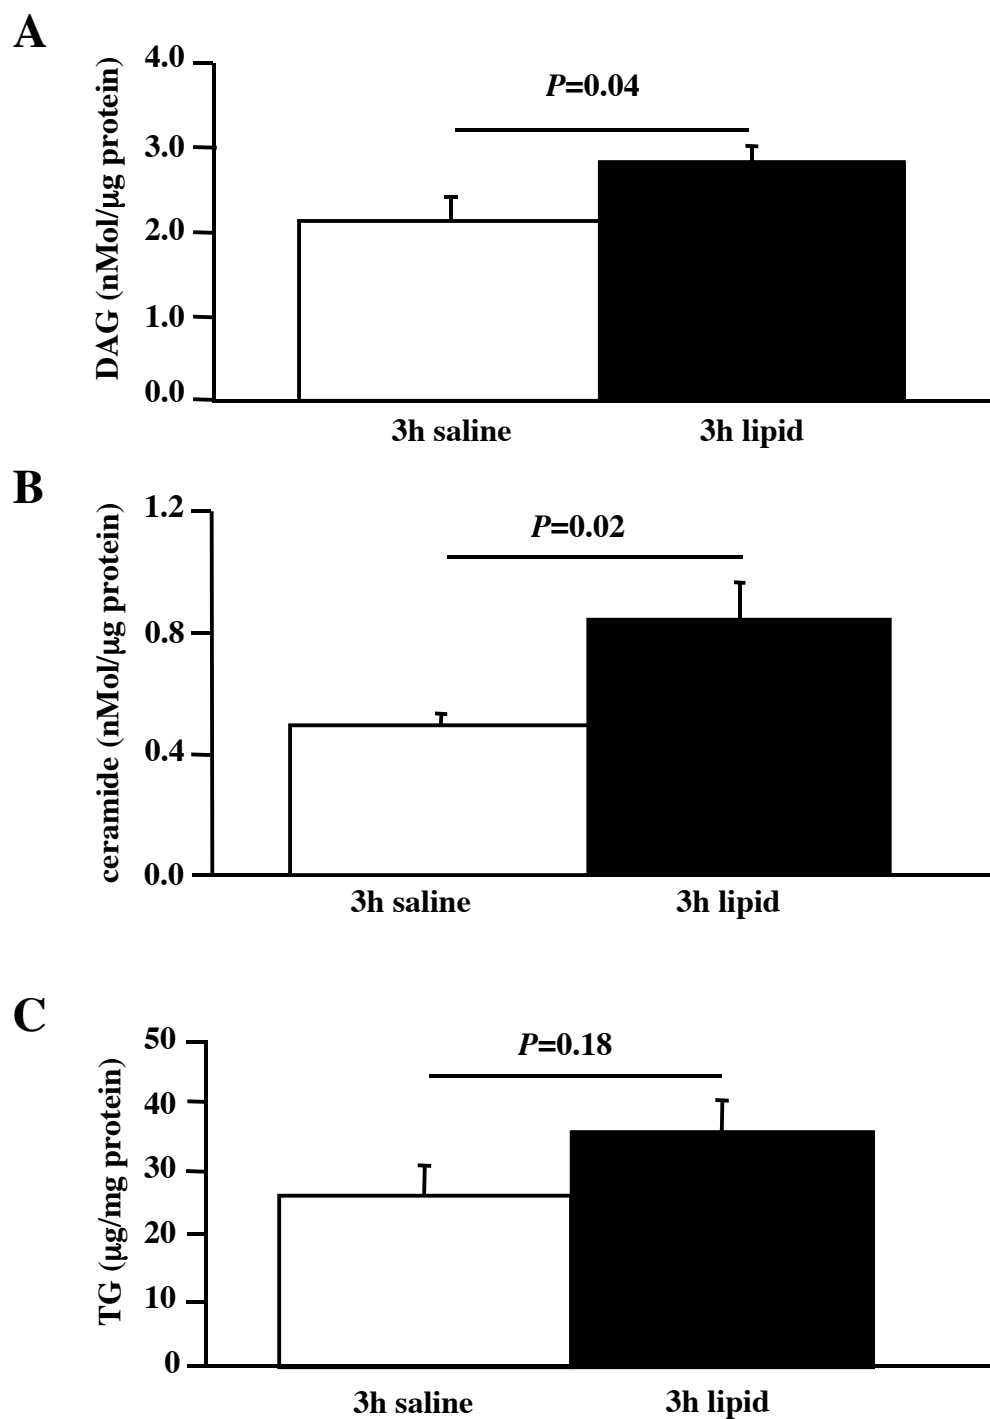 A
4.0
3.0
2.0
1.0
0.0
DAG (nMol/μg protein)
P=0.04
3h saline
3h lipid
B
1.2
0.8
0.4
0.0
ceramide (nMol/μg protein)
P=0.02
3h saline
3h lipid
C
50
40
30
20
10
0
TG (μg/mg protein)
P=0.18
3h saline
3h lipid